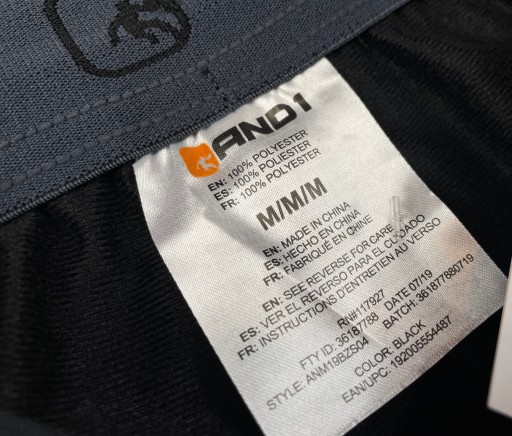 AND1
EN: 100% POLYESTER
ES: 100% POLIESTER
FR: 100% POLYESTER
M/M/M
EN: MADE IN CHINA
ES: HECHO EN CHINA
FR: FABRIQUÉ EN CHINE
EN: SEE REVERSE FOR CARE
ES: VER EL REVERSO PARA EL CUIDADO
FR: INSTRUCTIONS D'ENTRETIEN AU VERSO
RN#117927
FTY ID: 36187788 DATE 07/19
STYLE: ANM19BZS04 BATCH: 361877880719
COLOR: BLACK
EAN/UPC: 192005554487